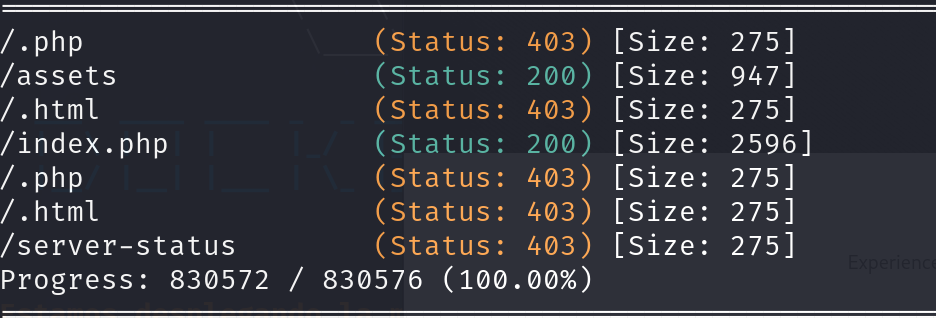 /.php (Status: 403) [Size: 275]
/assets (Status: 200) [Size: 947]
/.html (Status: 403) [Size: 275]
/index.php (Status: 200) [Size: 2596]
/.php (Status: 403) [Size: 275]
/.html (Status: 403) [Size: 275]
/server-status (Status: 403) [Size: 275]
Experience
Progress: 830572 / 830576 (100.00%)